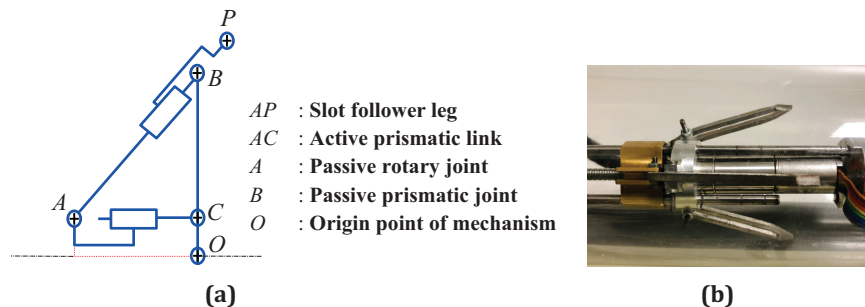 P
B
A
C
O
AP : Slot follower leg
AC : Active prismatic link
A : Passive rotary joint
B : Passive prismatic joint
O : Origin point of mechanism
(a)
(b)